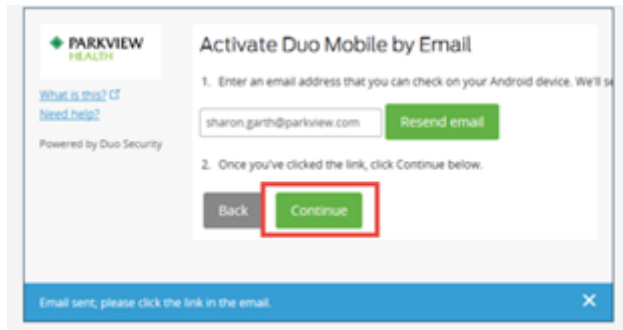 PARKVIEW
HEALTH
What is this?
Need help?
Powered by Duo Security
Activate Duo Mobile by Email
1. Enter an email address that you can check on your Android device. We'll se
sharon.garth@parkview.com
Resend email
2. Once you've clicked the link, click Continue below.
Back
Continue
Email sent; please click the link in the email.